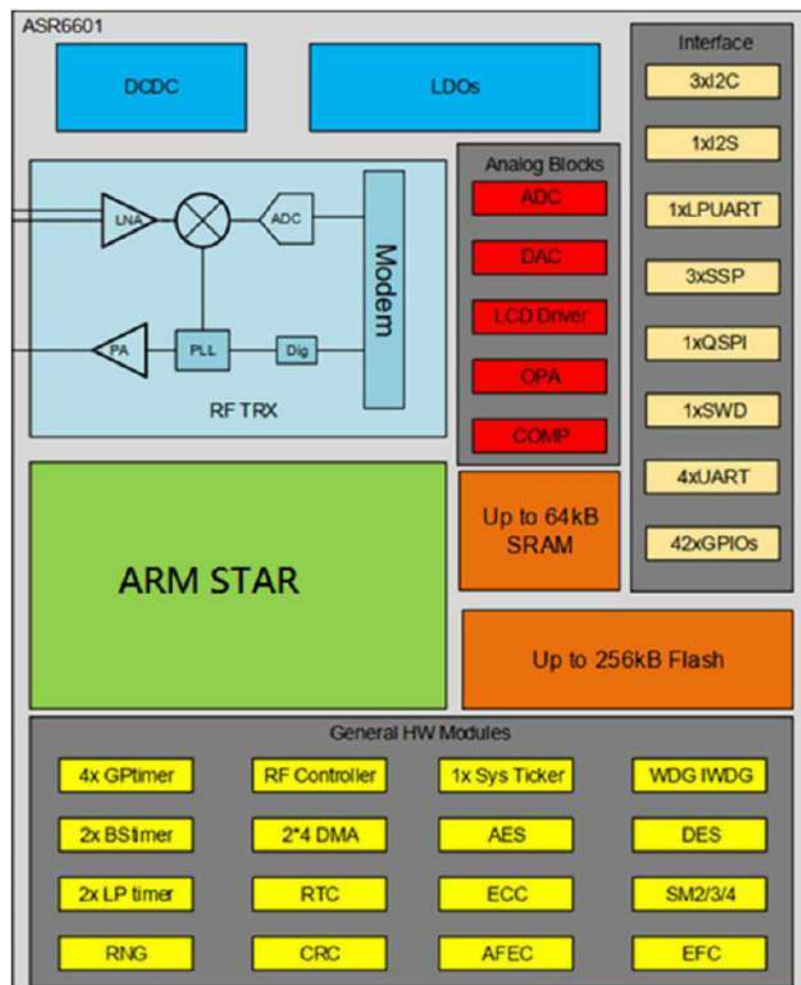 ASR6601
DCDC
LDOs
LNA
ADC
Modem
PA
PLL
Dig
RF TRX
Analog Blocks
ADC
DAC
LCD Driver
OPA
COMP
Interface
3xI2C
1xI2S
1xLPUART
3xSSP
1xQSPI
1xSWD
4xUART
42xGPIOs
ARM STAR
Up to 64kB
SRAM
Up to 256kB Flash
General HW Modules
4x GPtimer
RF Controller
1x Sys Ticker
WDG IWDG
2x BStimer
2*4 DMA
AES
DES
2x LP timer
RTC
ECC
SM2/3/4
RNG
CRC
AFEC
EFC